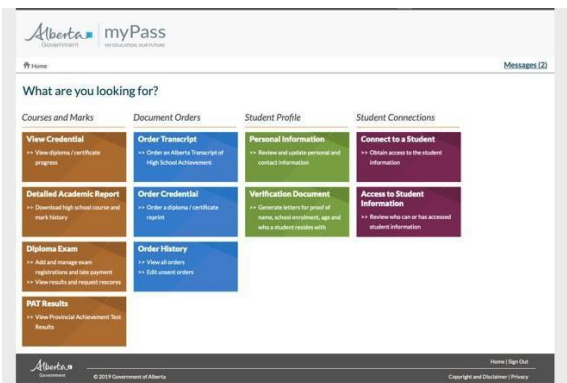 Alberta
Government
myPass
MY EDUCATION, OUR FUTURE
Home
Messages (2)
What are you looking for?
Courses and Marks
Document Orders
Student Profile
Student Connections
View Credential
>> View diploma / certificate
progress
Order Transcript
>> Order an Alberta Transcript of
High School Achievement
Personal Information
>> Review and update personal and
contact information
Connect to a Student
>> Obtain access to the student
information
Detailed Academic Report
>> Download high school course and
mark history
Order Credential
>> Order a diploma / certificate
reprint
Verification Document
>> Generate letters for proof of
name, school enrolment, age and
who a student resides with
Access to Student
Information
>> Review who can or has accessed
student information
Diploma Exam
>> Add and manage exam
registrations and late payment
>> View results and request rescores
Order History
>> View all orders
>> Edit unsent orders
PAT Results
>> View Provincial Achievement Test
Results
Alberta
Government
© 2019 Government of Alberta
Home | Sign Out
Copyright and Disclaimer | Privacy